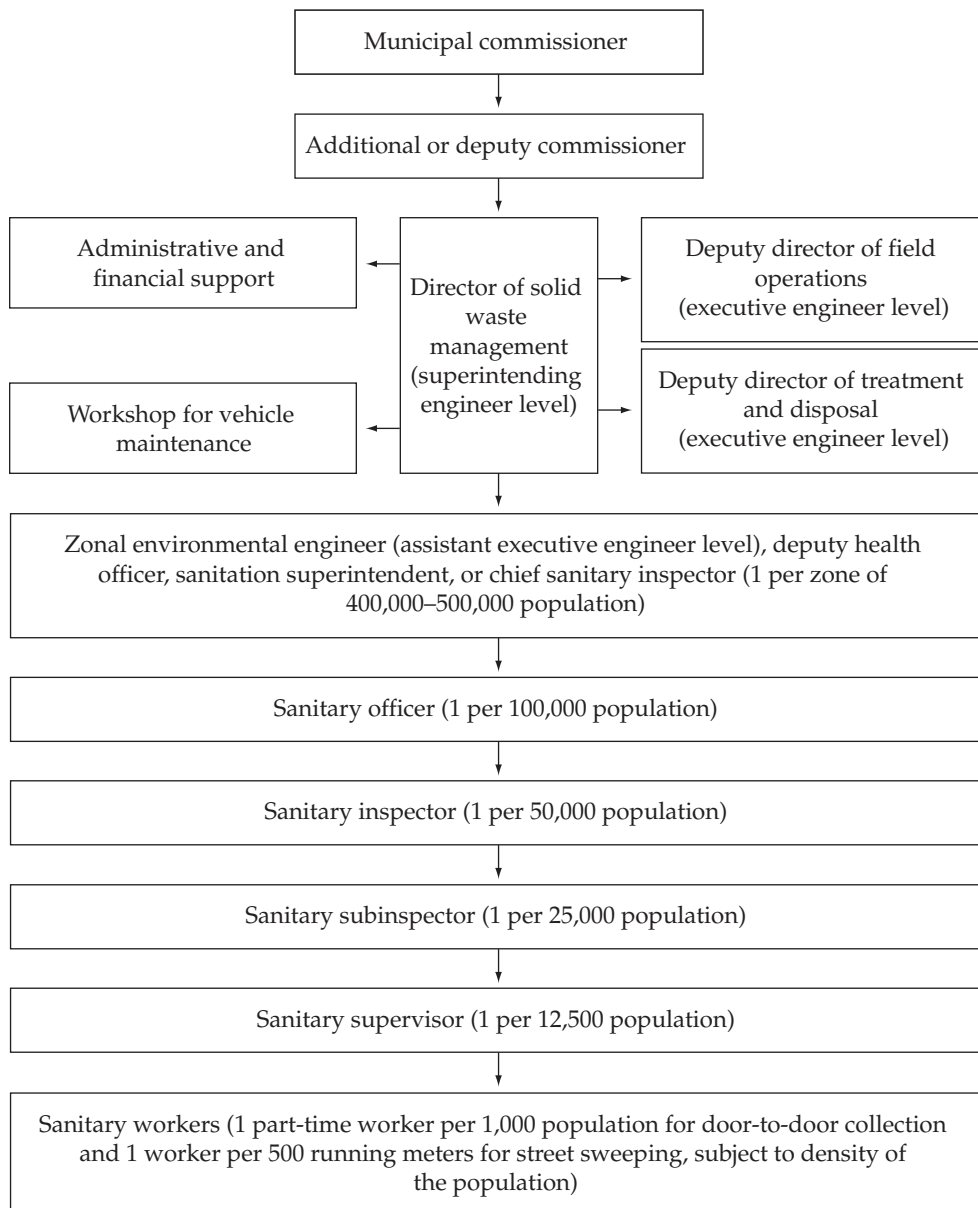 Municipal commissioner
Additional or deputy commissioner
Administrative and
financial support
Workshop for vehicle
maintenance
Director of solid
waste
management
(superintending
engineer level)
Deputy director of field
operations
(executive engineer level)
Deputy director of treatment
and disposal
(executive engineer level)
Zonal environmental engineer (assistant executive engineer level), deputy health
officer, sanitation superintendent, or chief sanitary inspector (1 per zone of
400,000–500,000 population)
Sanitary officer (1 per 100,000 population)
Sanitary inspector (1 per 50,000 population)
Sanitary subinspector (1 per 25,000 population)
Sanitary supervisor (1 per 12,500 population)
Sanitary workers (1 part-time worker per 1,000 population for door-to-door collection
and 1 worker per 500 running meters for street sweeping, subject to density of
the population)